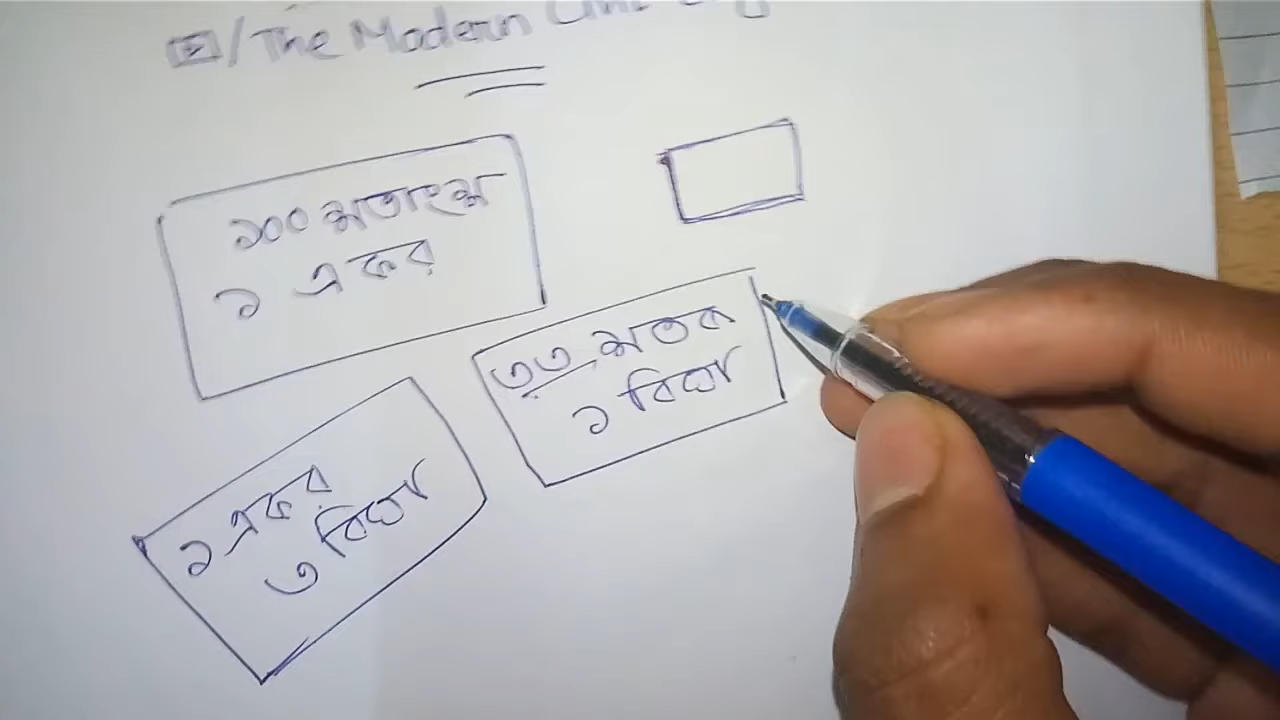 E/The Modern
১০০ শতাংশ
১ একর
৩৩ শতক
১ বিঘা
১ একর
৩ বিঘা